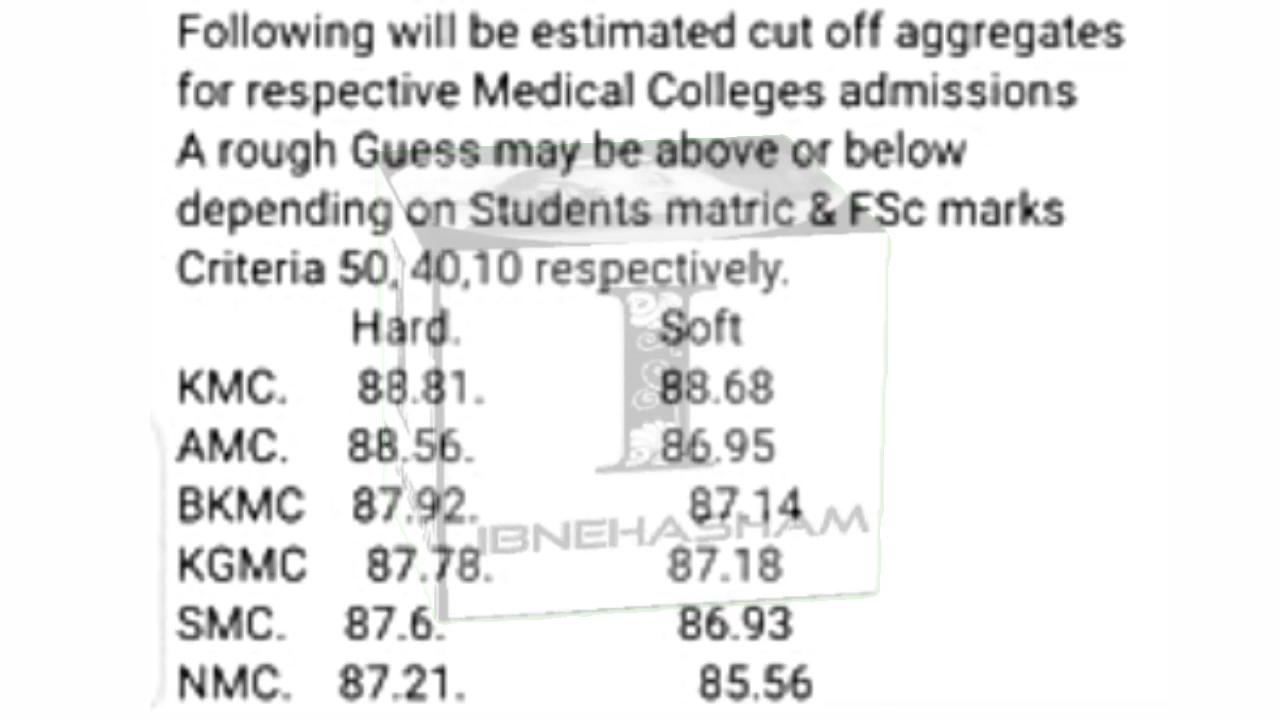 Following will be estimated cut off aggregates
for respective Medical Colleges admissions
A rough Guess may be above or below
depending on Students matric & FSc marks
Criteria 50, 40,10 respectively.
Hard. Soft
KMC. 88.81. 88.68
AMC. 88.56. 86.95
BKMC 87.92. 87.14
KGMC 87.78. 87.18
SMC. 87.6. 86.93
NMC. 87.21. 85.56
I
IBNEHASHAM